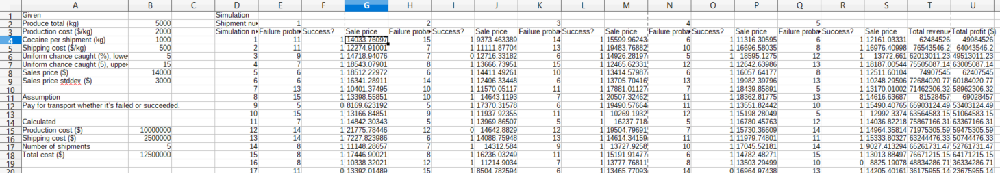 A B C D E F G H I J K L M N O P Q R S T U
1 Given Simulation
2 Produce total (kg) 5000 Shipment nu 1 2 3 4 5
3 Production cost ($/kg) 2000 Simulation n Failure proba Success? Sale price Failure proba Success? Sale price Failure proba Success? Sale price Failure proba Success? Sale price Failure proba Success? Sale price Total revenu Total profit ($)
4 Cocaine per shipment (kg) 1000 1 11 1 14033.76097 15 1 9373.463389 14 1 15599.96243 6 1 11316.30595 6 1 12161.03331 62484526 49984526
5 Shipping cost ($/kg) 500 2 11 1 12274.91001 7 1 11111.87704 13 1 19483.76882 10 1 16696.58035 8 1 16976.40998 76543546.2 64043546.2
6 Uniform chance caught (%), lowe 5 3 9 1 14718.94076 7 0 12716.33182 6 1 14926.28197 5 1 18595.1275 12 1 13772.661 62013011.23 49513011.23
7 Uniform chance caught (5), uppe 15 4 7 1 18543.07901 8 1 13666.73951 15 1 12465.62331 12 1 12642.63986 13 1 18187.00544 75505087.14 63005087.14
8 Sales price ($) 14000 5 6 1 18512.22972 6 1 14411.49261 10 1 13414.57987 6 1 16057.64177 8 1 12511.60104 74907545 62407545
9 Sales price stddev ($) 3000 6 6 1 16341.28911 14 1 12406.33448 6 1 13705.70416 13 1 19982.39796 13 1 10248.29506 72684020.77 60184020.77
10 7 13 1 10401.37495 10 1 11570.05117 11 1 17881.01127 7 1 18439.85891 5 1 13170.01002 71462306.32 58962306.32
11 Assumption 8 15 1 13398.55851 10 1 14643.1193 7 1 20507.32462 11 1 18362.81775 13 1 14616.63687 81528457 69028457
12 Pay for transport whether it's failed or succeeded. 9 5 0 8169.623192 5 1 17370.31578 6 1 19490.57664 11 1 13551.82442 10 1 15490.40765 65903124.49 53403124.49
13 10 15 1 13166.84851 9 1 11937.92355 11 1 10269.1932 12 1 15198.28049 5 1 12992.3374 63564583.15 51064583.15
14 Calculated 11 7 1 14842.30343 5 1 13969.86507 5 1 16237.718 5 1 16780.45763 12 1 14036.82218 75867166.31 63367166.31
15 Production cost ($) 10000000 12 14 1 21775.78446 12 0 14642.8829 12 1 19504.79691 7 1 15730.36609 14 1 14964.35814 71975305.59 59475305.59
16 Shipping cost ($) 2500000 13 14 1 7227.823986 6 1 14088.75948 13 1 14614.34159 11 1 11979.74801 11 1 15333.80327 63244476.33 50744476.33
17 Number of shipments 5 14 8 1 11148.28657 7 1 14312.584 9 1 13727.9258 10 1 17045.52181 14 1 9027.413294 65261731.47 52761731.47
18 Total cost ($) 12500000 15 8 1 17446.90021 8 1 16236.03249 11 1 15191.91477 6 1 14782.48271 15 1 13013.88497 76671215.15 64171215.15
19 16 8 1 10338.32021 12 1 11214.9034 7 1 13777.76811 8 1 13503.29499 10 0 8825.19078 48834286.71 36334286.71
20 17 11 0 13392.01489 15 1 8504.782594 6 1 13465.77093 14 0 16964.97438 13 1 14205.40161 36175955.14 23675955.14